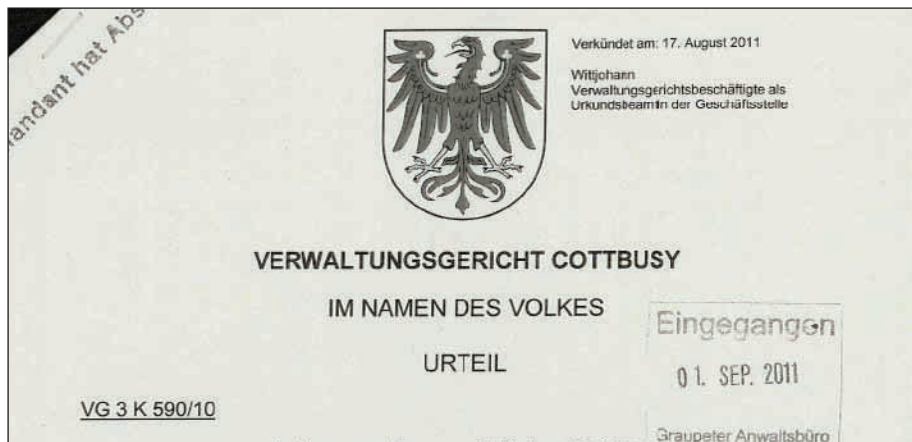 andant hat Abs
Verkündet am: 17. August 2011
Wittjohann
Verwaltungsgerichtsbeschäftigte als
Urkundsbeamtin der Geschäftsstelle
VERWALTUNGSGERICHT COTTBUSY
IM NAMEN DES VOLKES
URTEIL
Eingegangen
01. SEP. 2011
Graupeter Anwaltsbüro
VG 3 K 590/10